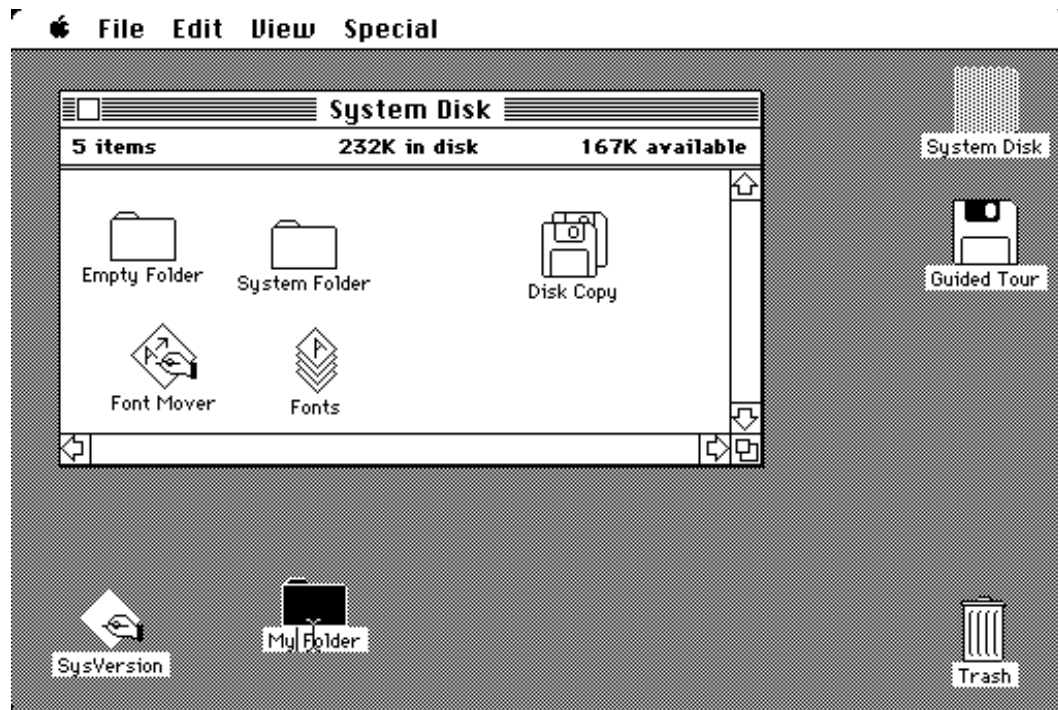 File Edit View Special
System Disk
5 items 232K in disk 167K available
System Disk
Empty Folder System Folder Disk Copy
Guided Tour
Font Mover Fonts
My Folder
SysVersion
Trash